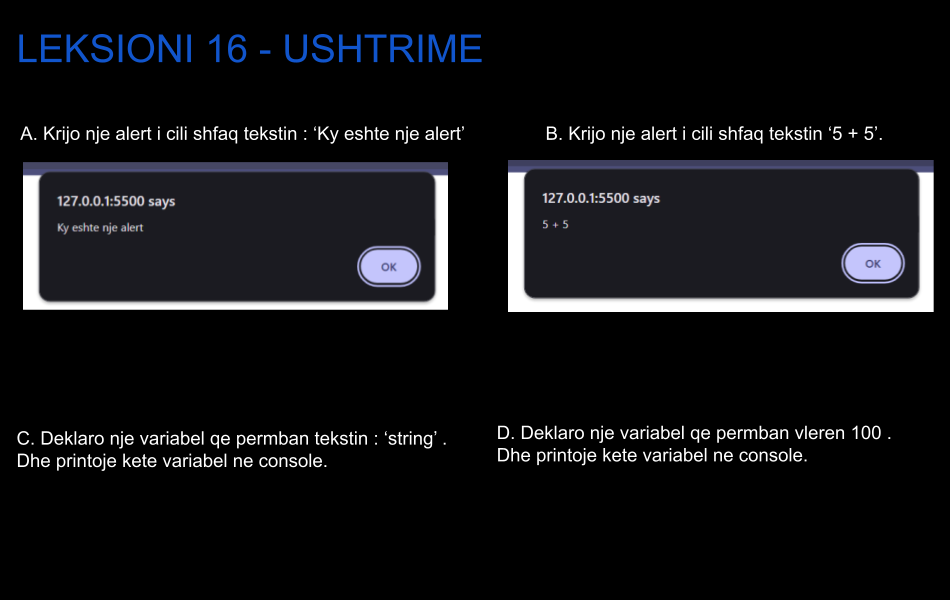 LEKSIONI 16 - USHTRIME
A. Krijo nje alert i cili shfaq tekstin : ‘Ky eshte nje alert’
127.0.0.1:5500 says
Ky eshte nje alert
OK
B. Krijo nje alert i cili shfaq tekstin ‘5 + 5’.
127.0.0.1:5500 says
5 + 5
OK
C. Deklaro nje variabel qe permban tekstin : ‘string’ .
Dhe printoje kete variabel ne console.
D. Deklaro nje variabel qe permban vleren 100 .
Dhe printoje kete variabel ne console.